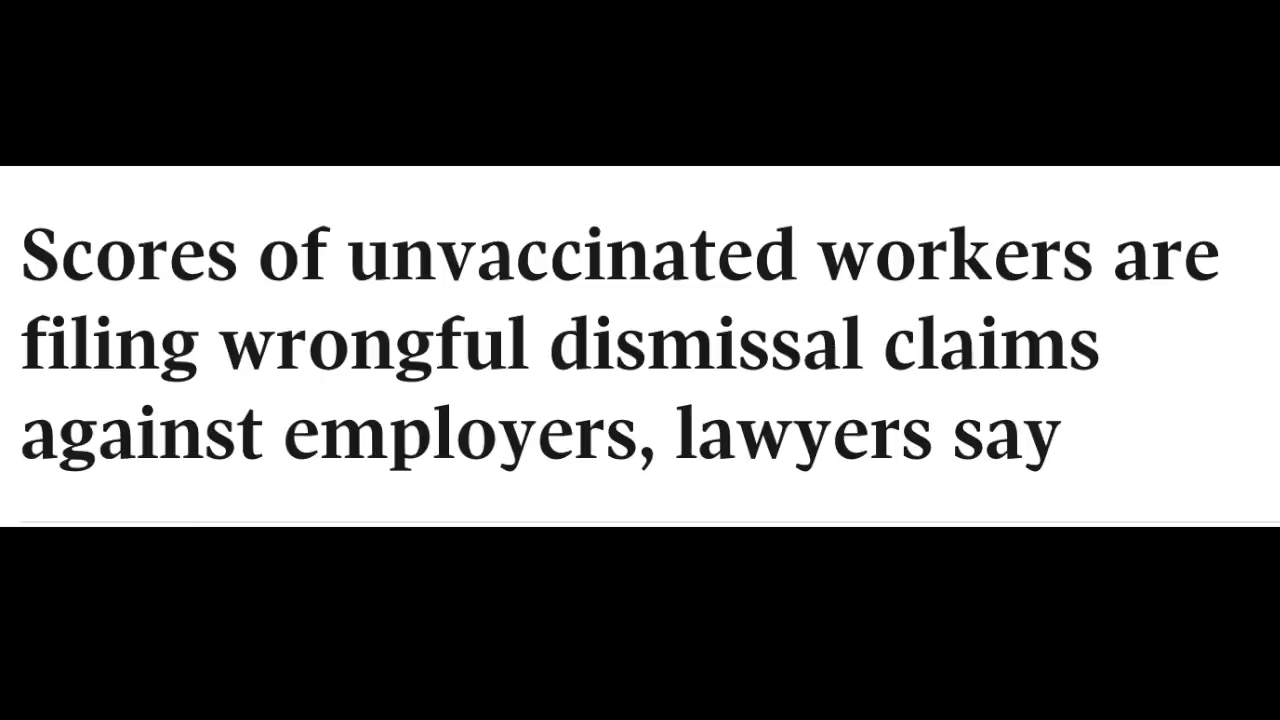 Scores of unvaccinated workers are
filing wrongful dismissal claims
against employers, lawyers say